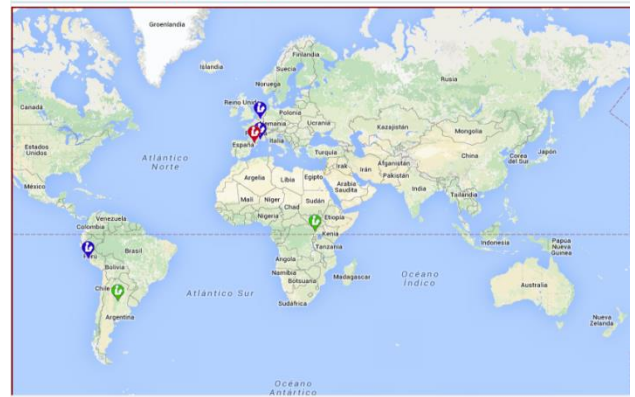 Groenlandia
Islandia
Finlandia
Suecia
Noruega
Rusia
Canadá
Reino Unido
Polonia
Alemania
Ucrania
Kazajistán
Mongolia
Italia
España
Turquía
Estados
Unidos
Atlántico
Norte
Afganistán
China
Corea
del Sur
Japón
Irak
Irán
Pakistán
Argelia
Libia
Egipto
Arabia
Saudita
México
India
Tailandia
Malí
Níger
Chad
Sudán
Nigeria
Etiopía
Venezuela
Colombia
Kenia
Indonesia
Papúa
Nueva
Guinea
Perú
Brasil
Tanzania
Angola
Bolivia
Namibia
Botsuana
Madagascar
Océano
Índico
Australia
Chile
Atlántico Sur
Sudáfrica
Argentina
Nueva
Zelanda
Océano
Antártico